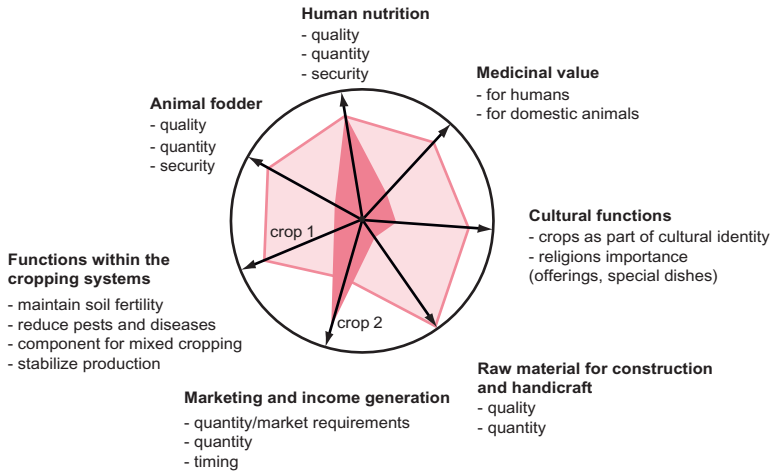 Human nutrition
- quality
- quantity
- security
Medicinal value
- for humans
- for domestic animals
Animal fodder
- quality
- quantity
- security
Cultural functions
- crops as part of cultural identity
- religions importance
(offerings, special dishes)
crop 1
Functions within the
cropping systems
- maintain soil fertility
- reduce pests and diseases
- component for mixed cropping
- stabilize production
crop 2
Raw material for construction
and handicraft
- quality
- quantity
Marketing and income generation
- quantity/market requirements
- quantity
- timing